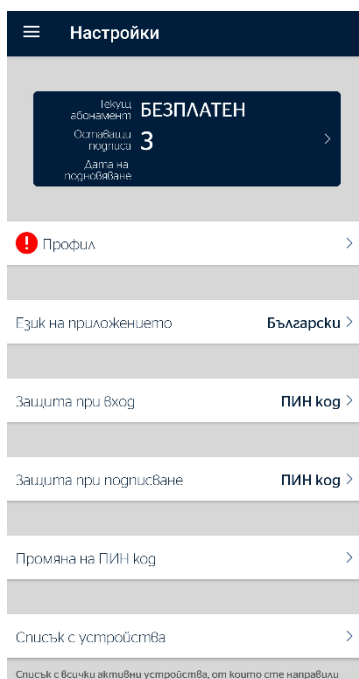 Настройки
Текущ
абонамент БЕЗПЛАТЕН
Оставащи
подписа 3
Дата на
подновяване
Профил
Език на приложението Български
Защита при вход ПИН код
Защита при подписване ПИН код
Промяна на ПИН код
Списък с устройства
Списък с всички активни устройства, от които сте направили